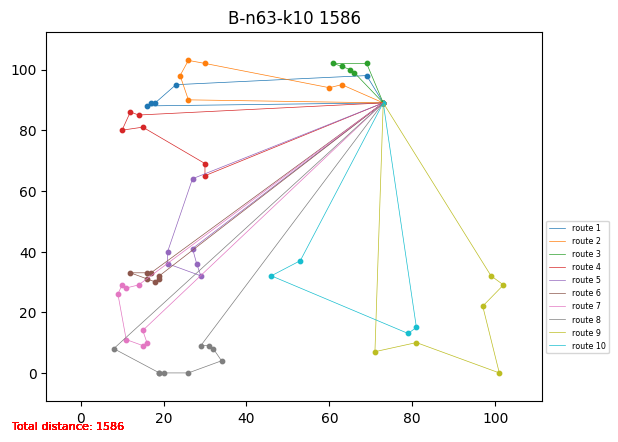 B-n63-k10 1586
100
80
60
40
20
0
0
20
40
60
80
100
route 1
route 2
route 3
route 4
route 5
route 6
route 7
route 8
route 9
route 10
Total distance: 1586